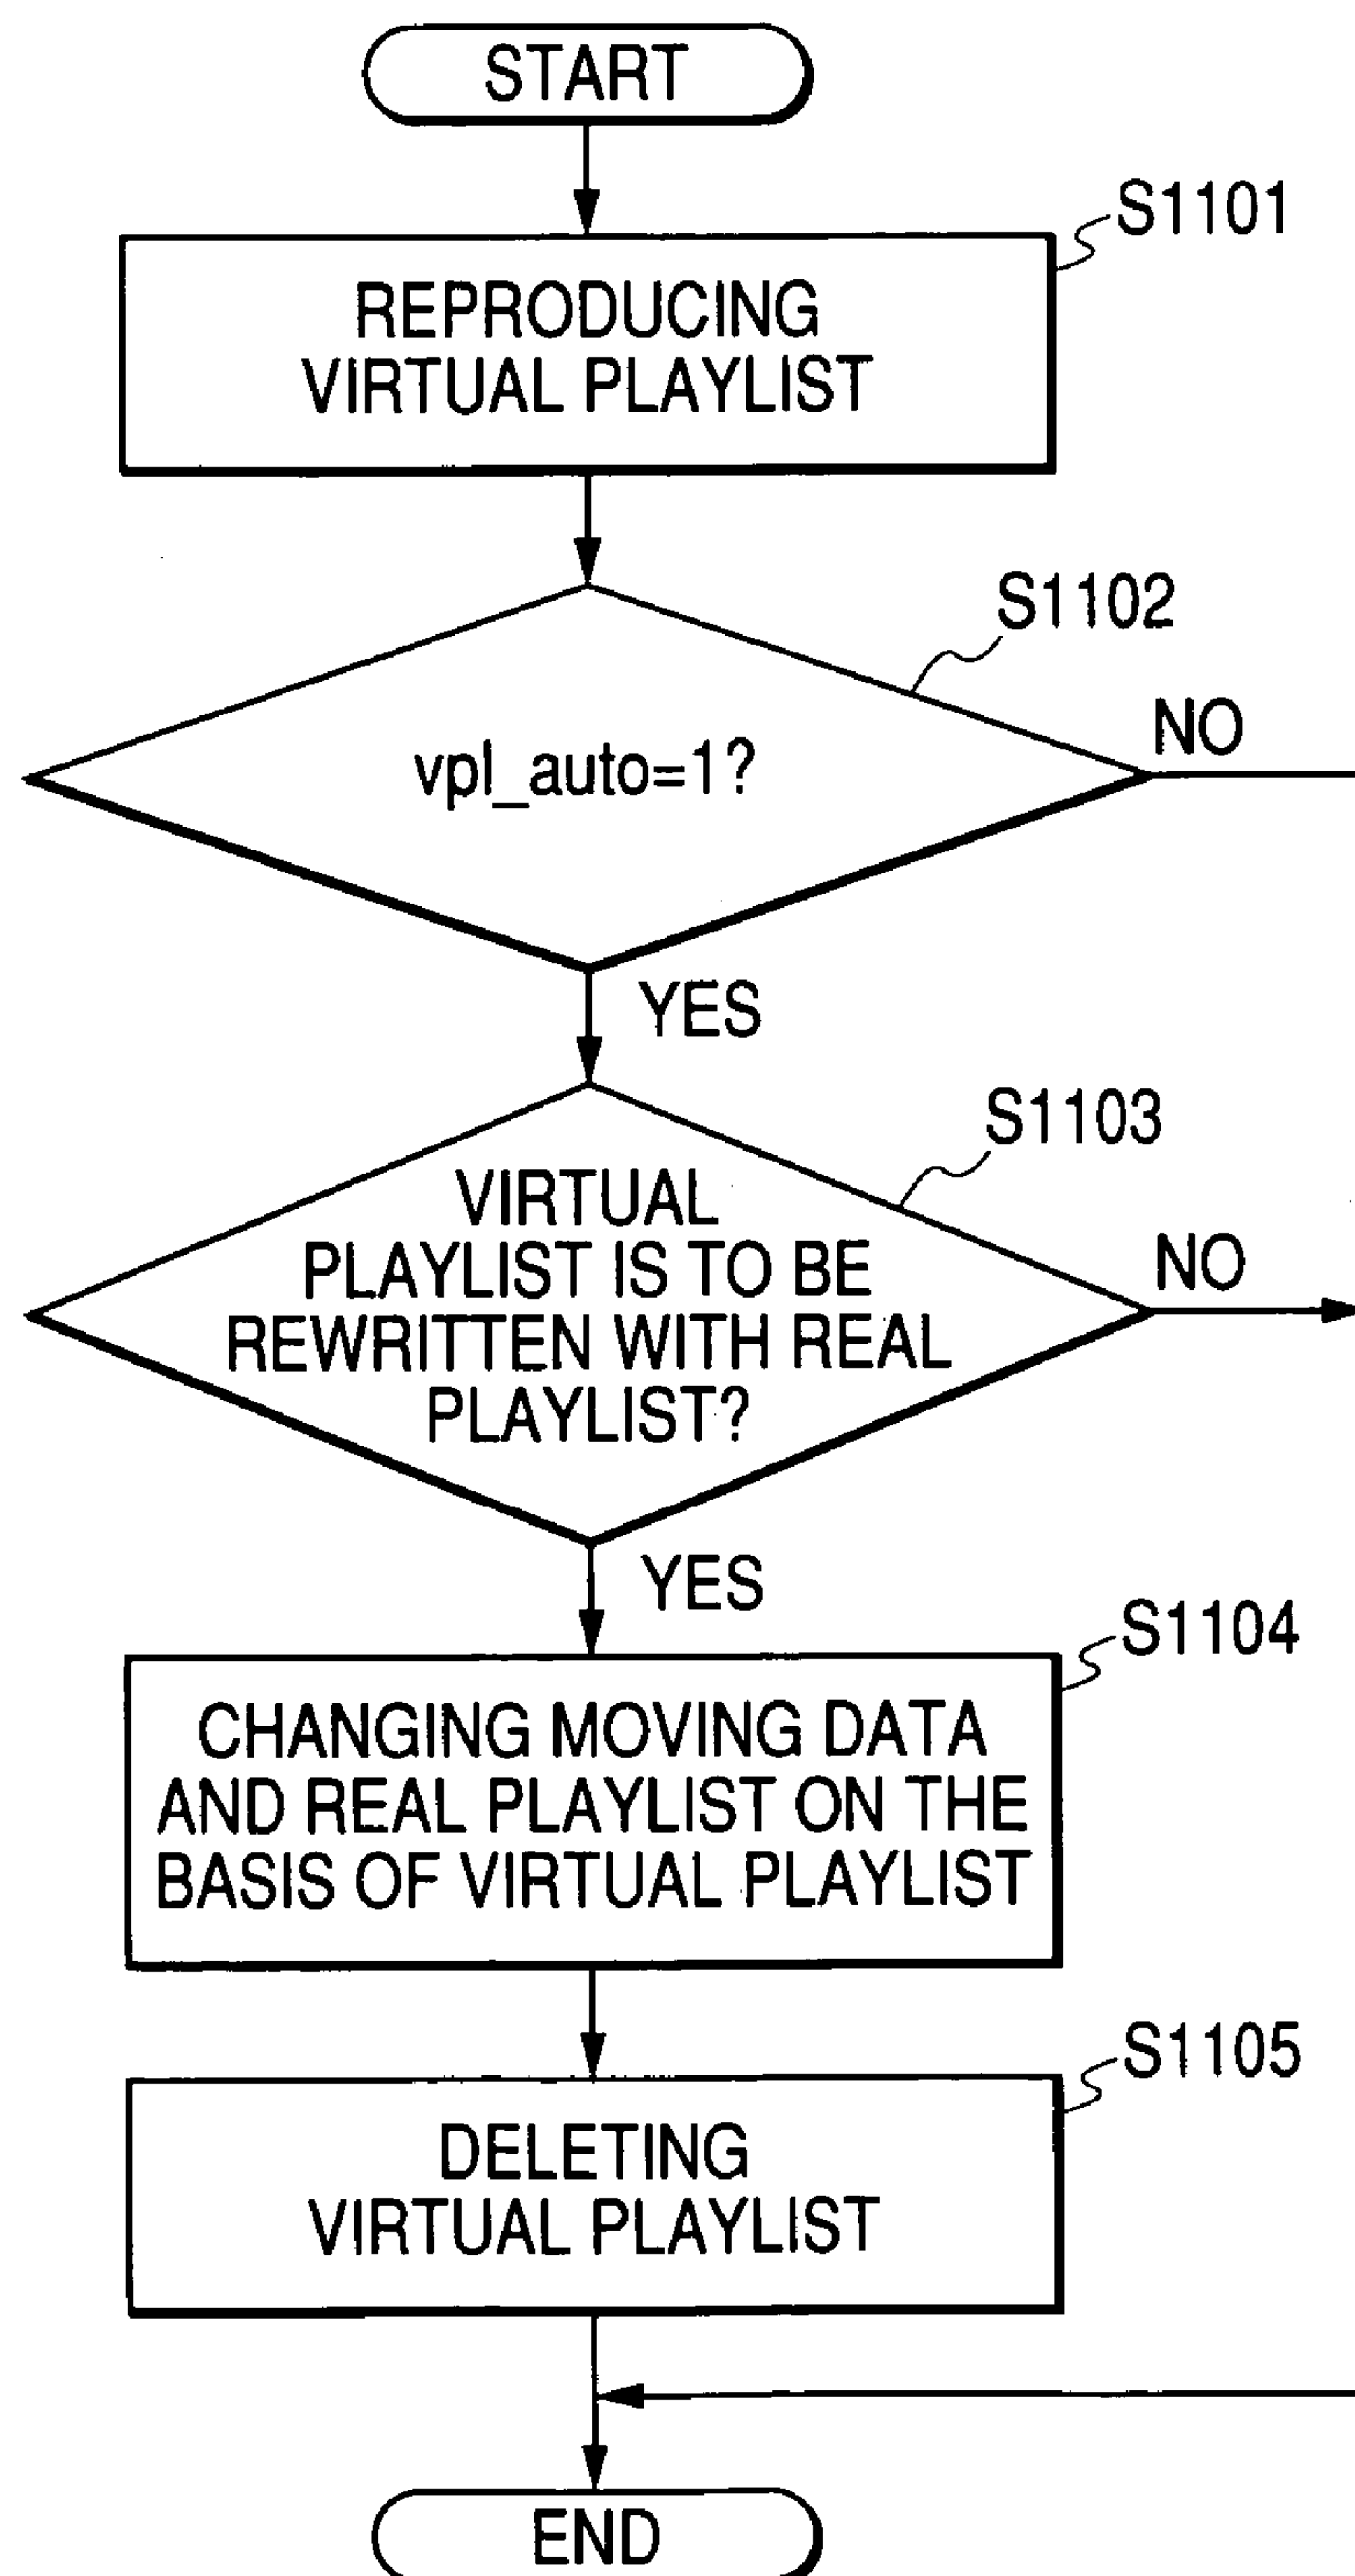 START
S1101
REPRODUCING
VIRTUAL PLAYLIST
S1102
vpl_auto=1?
NO
YES
S1103
VIRTUAL
PLAYLIST IS TO BE
REWRITTEN WITH REAL
PLAYLIST?
NO
YES
S1104
CHANGING MOVING DATA
AND REAL PLAYLIST ON THE
BASIS OF VIRTUAL PLAYLIST
S1105
DELETING
VIRTUAL PLAYLIST
END